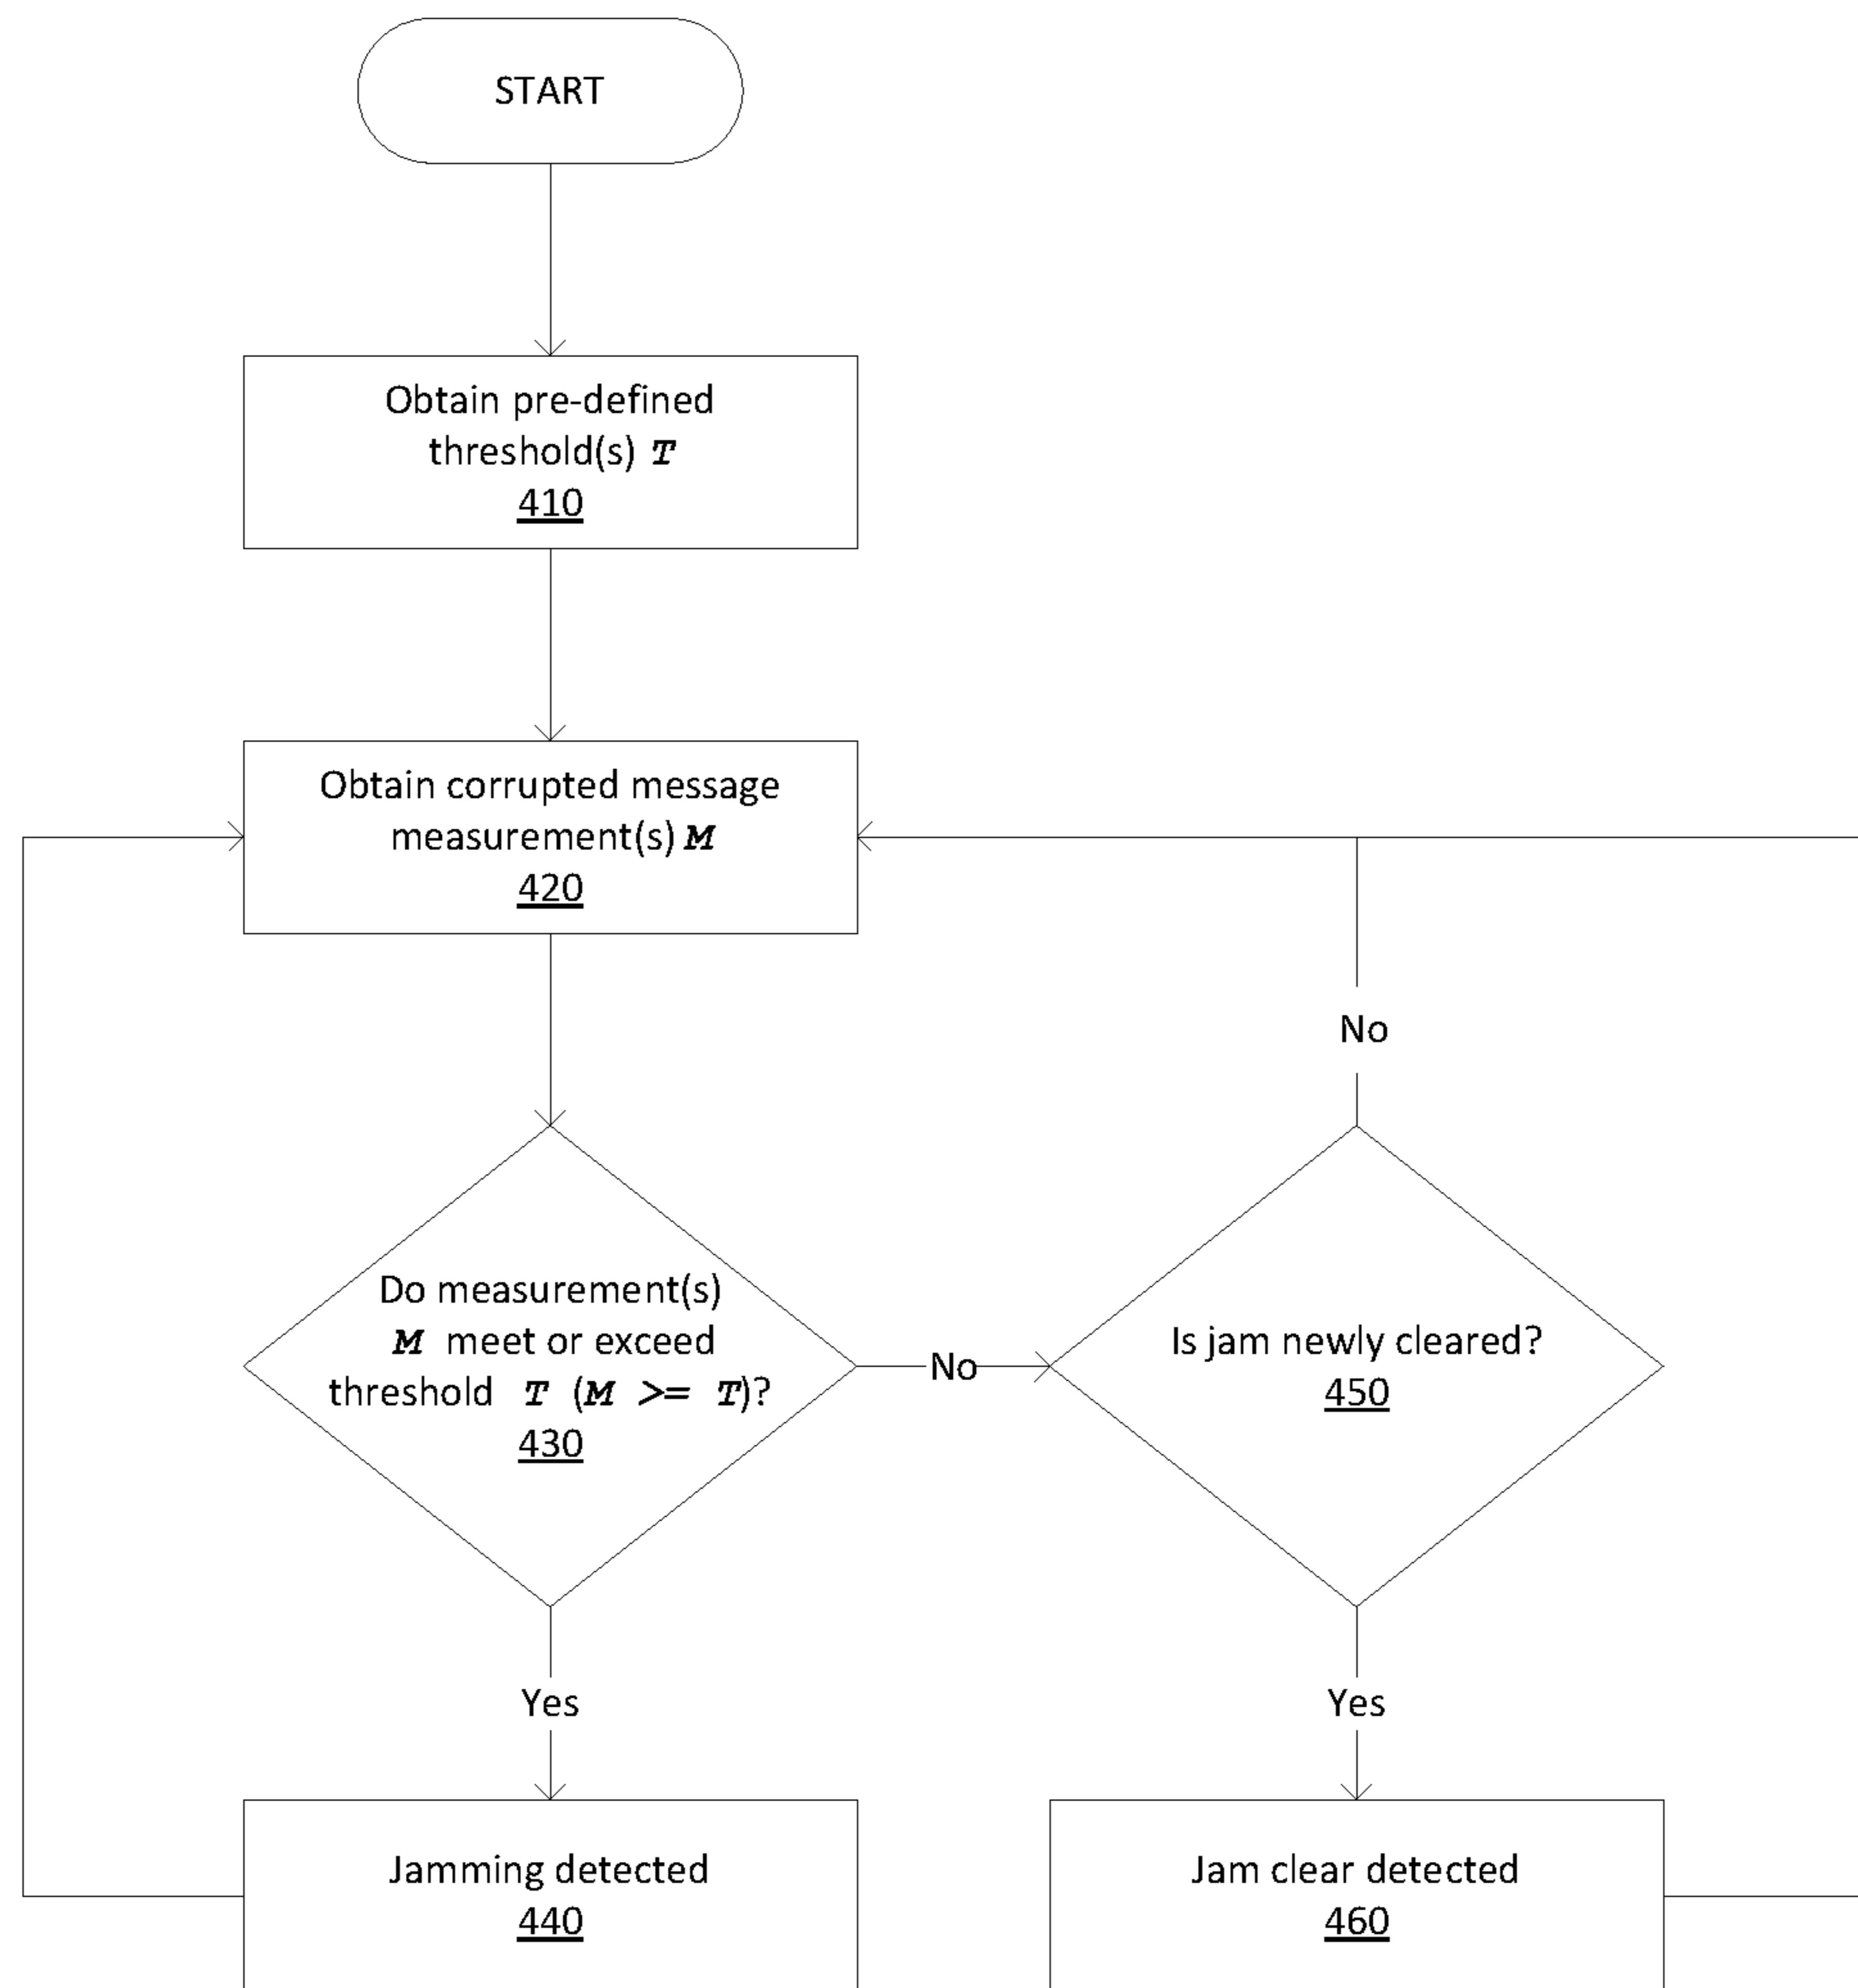 START
Obtain pre-defined
threshold(s) T
410
Obtain corrupted message
measurement(s) M
420
No
Do measurement(s)
M meet or exceed
threshold T (M >= T)?
430
No
Is jam newly cleared?
450
Yes
Yes
Jamming detected
440
Jam clear detected
460